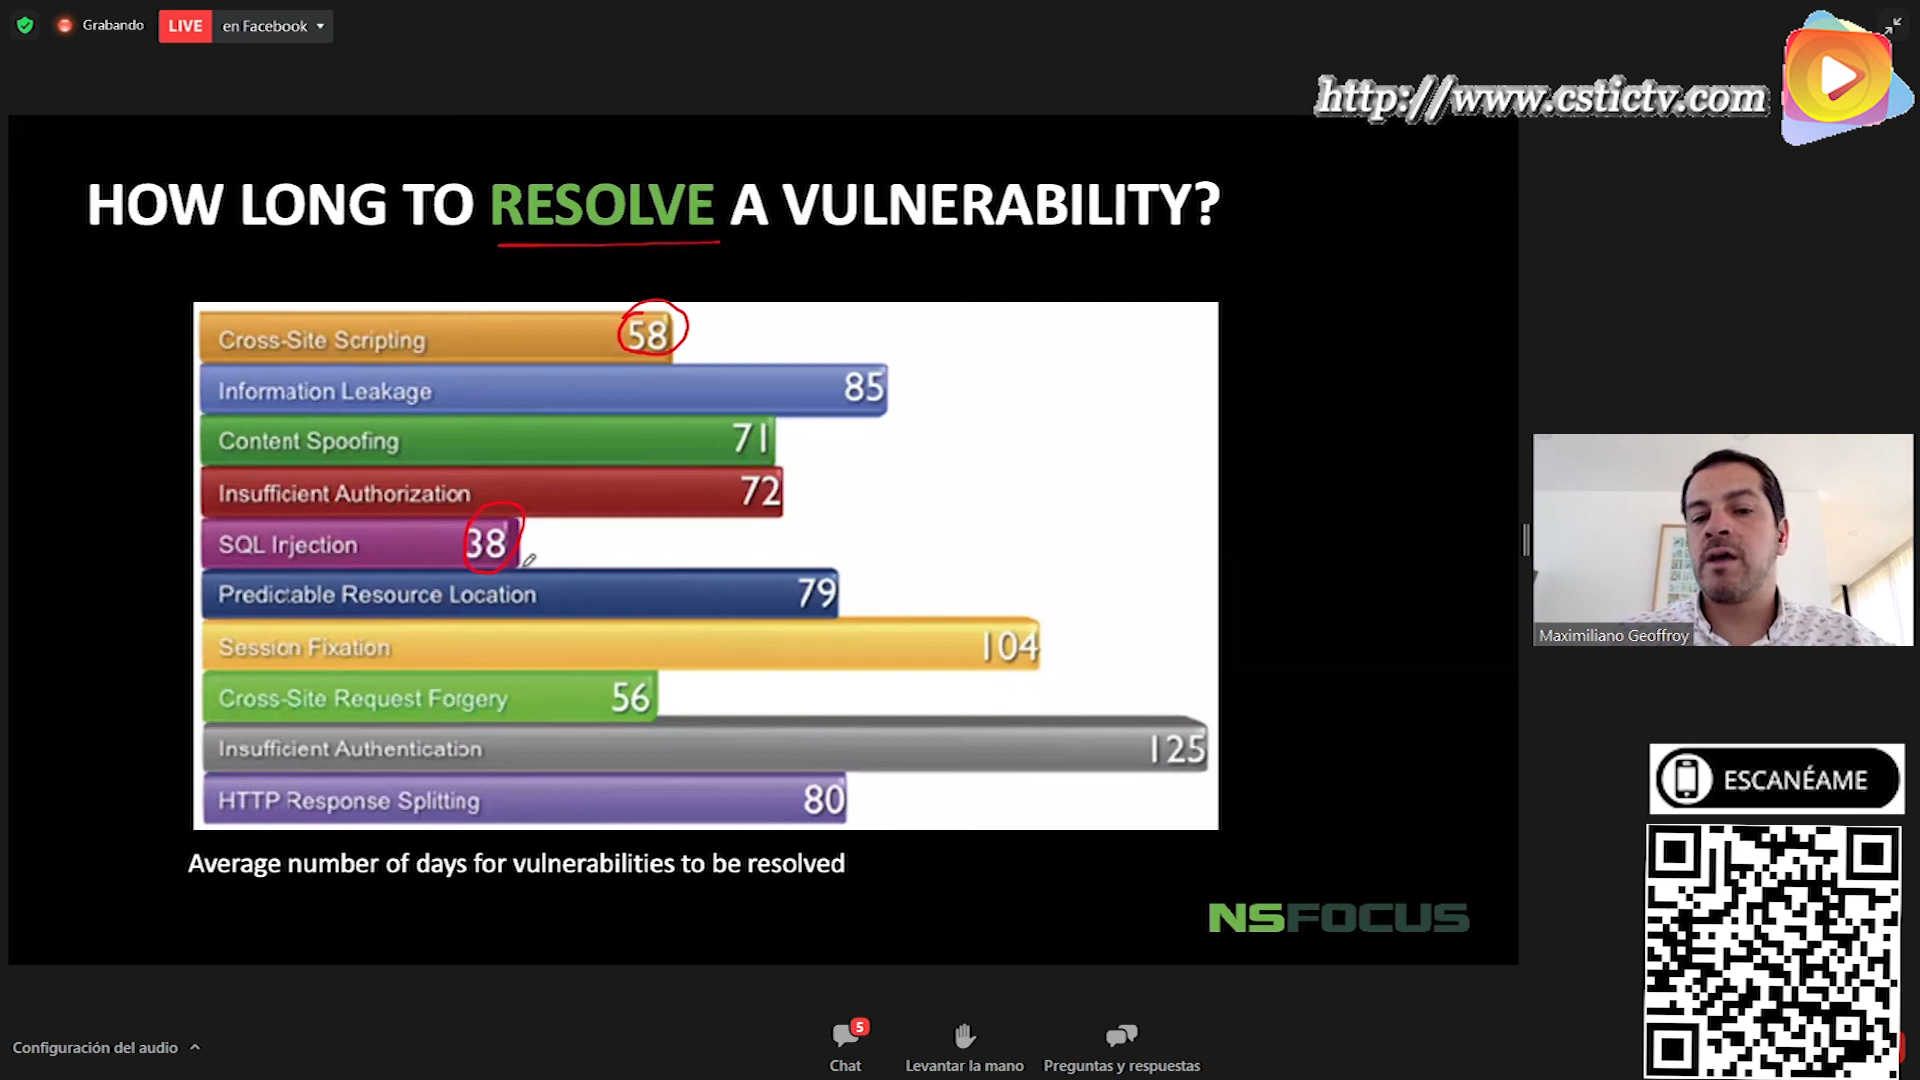 Grabando
LIVE en Facebook
http://www.cstictv.com
HOW LONG TO RESOLVE A VULNERABILITY?
Cross-Site Scripting 58
Information Leakage 85
Content Spoofing 71
Insufficient Authorization 72
SQL Injection 38
Predictable Resource Location 79
Session Fixation 104
Cross-Site Request Forgery 56
Insufficient Authentication 125
HTTP Response Splitting 80
Average number of days for vulnerabilities to be resolved
NSFOCUS
Maximiliano Geoffroy
ESCANÉAME
Configuración del audio
5
Chat
Levantar la mano
Preguntas y respuestas